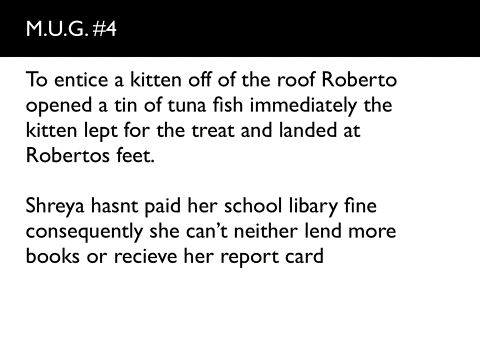 M.U.G. #4
To entice a kitten off of the roof Roberto
opened a tin of tuna fish immediately the
kitten lept for the treat and landed at
Robertos feet.
Shreya hasnt paid her school libary fine
consequently she can’t neither lend more
books or recieve her report card